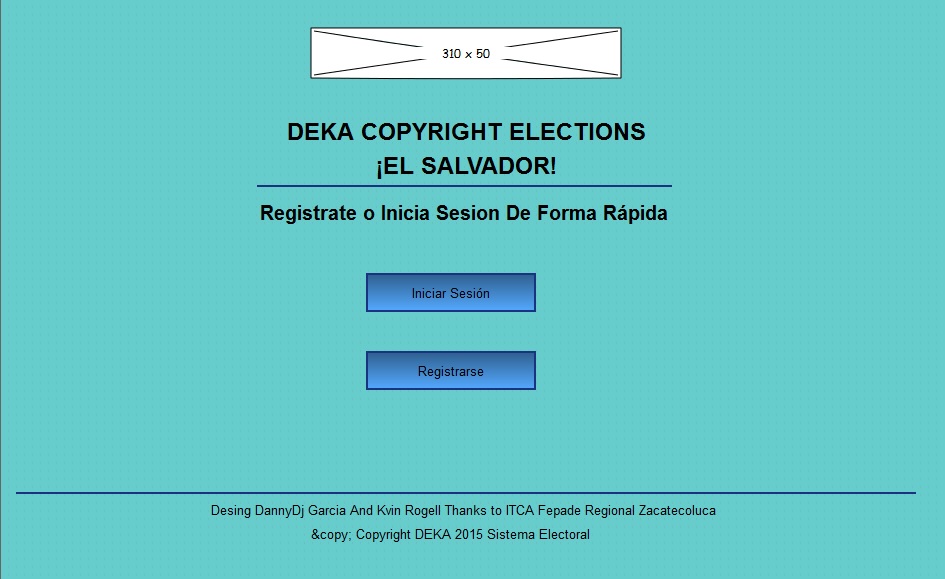 310 x 50
DEKA COPYRIGHT ELECTIONS
¡EL SALVADOR!
Registrate o Inicia Sesion De Forma Rápida
Iniciar Sesión
Registrarse
Desing DannyDj Garcia And Kvin Rogell Thanks to ITCA Fepade Regional Zacatecoluca
&copy; Copyright DEKA 2015 Sistema Electoral